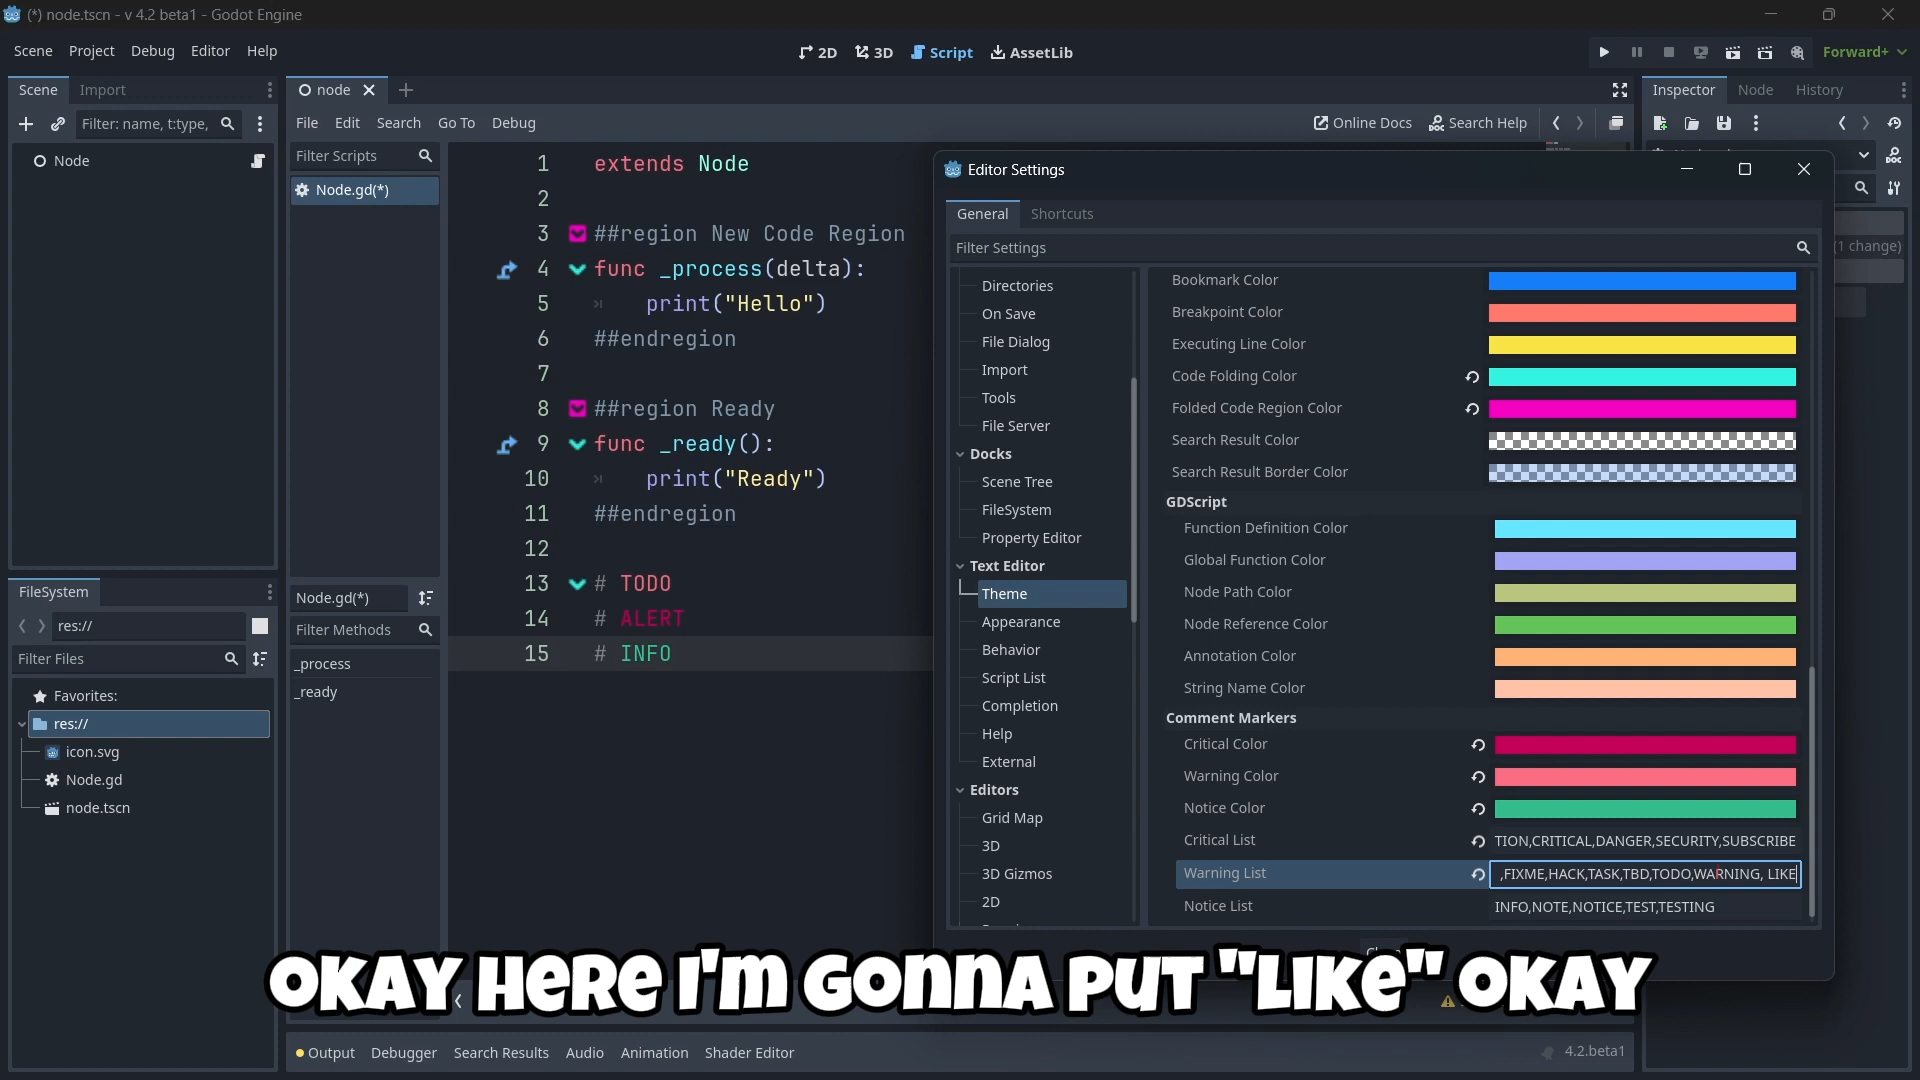 (*) node.tscn - v 4.2 beta1 - Godot Engine
Scene Project Debug Editor Help
2D 3D Script AssetLib
Forward+
Scene Import
Filter: name, t:type,
Node
node
File Edit Search Go To Debug
Online Docs Search Help
Filter Scripts
Node.gd(*)
1 extends Node
2
3 ##region New Code Region
4 func _process(delta):
5 print("Hello")
6 ##endregion
7
8 ##region Ready
9 func _ready():
10 print("Ready")
11 ##endregion
12
13 # TODO
14 # ALERT
15 # INFO
Node.gd(*)
Filter Methods
_process
_ready
FileSystem
res://
Filter Files
Favorites:
res://
icon.svg
Node.gd
node.tscn
Inspector Node History
(1 change)
Editor Settings
General Shortcuts
Filter Settings
Directories
On Save
File Dialog
Import
Tools
File Server
Docks
Scene Tree
FileSystem
Property Editor
Text Editor
Theme
Appearance
Behavior
Script List
Completion
Help
External
Editors
Grid Map
3D
3D Gizmos
2D
Bookmark Color
Breakpoint Color
Executing Line Color
Code Folding Color
Folded Code Region Color
Search Result Color
Search Result Border Color
GDScript
Function Definition Color
Global Function Color
Node Path Color
Node Reference Color
Annotation Color
String Name Color
Comment Markers
Critical Color
Warning Color
Notice Color
Critical List TION,CRITICAL,DANGER,SECURITY,SUBSCRIBE
Warning List ,FIXME,HACK,TASK,TBD,TODO,WARNING, LIKE
Notice List INFO,NOTE,NOTICE,TEST,TESTING
OKAY HERE I'M GONNA PUT "LIKE" OKAY
Output Debugger Search Results Audio Animation Shader Editor
4.2.beta1